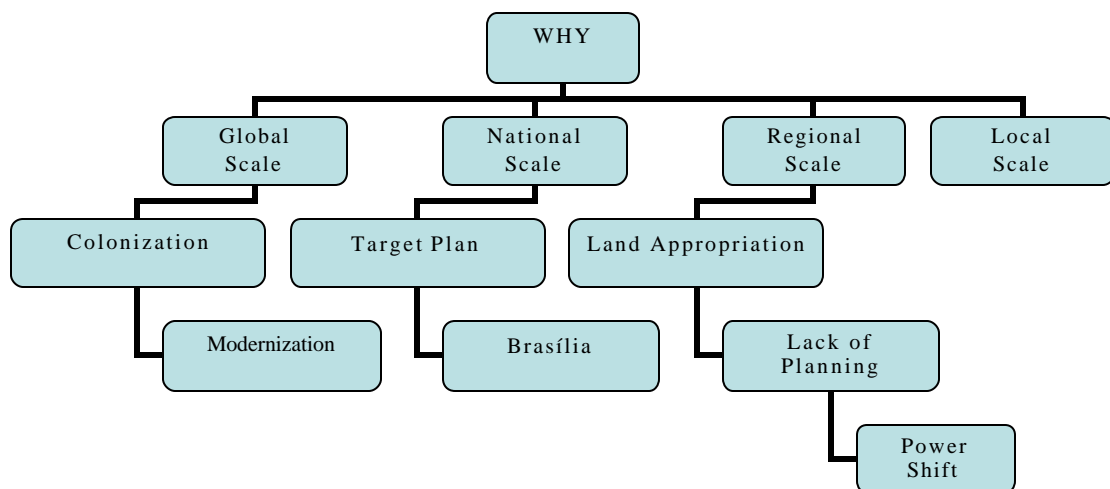 WHY
Global
Scale
National
Scale
Regional
Scale
Local
Scale
Colonization
Target Plan
Land Appropriation
Modernization
Brasília
Lack of
Planning
Power
Shift